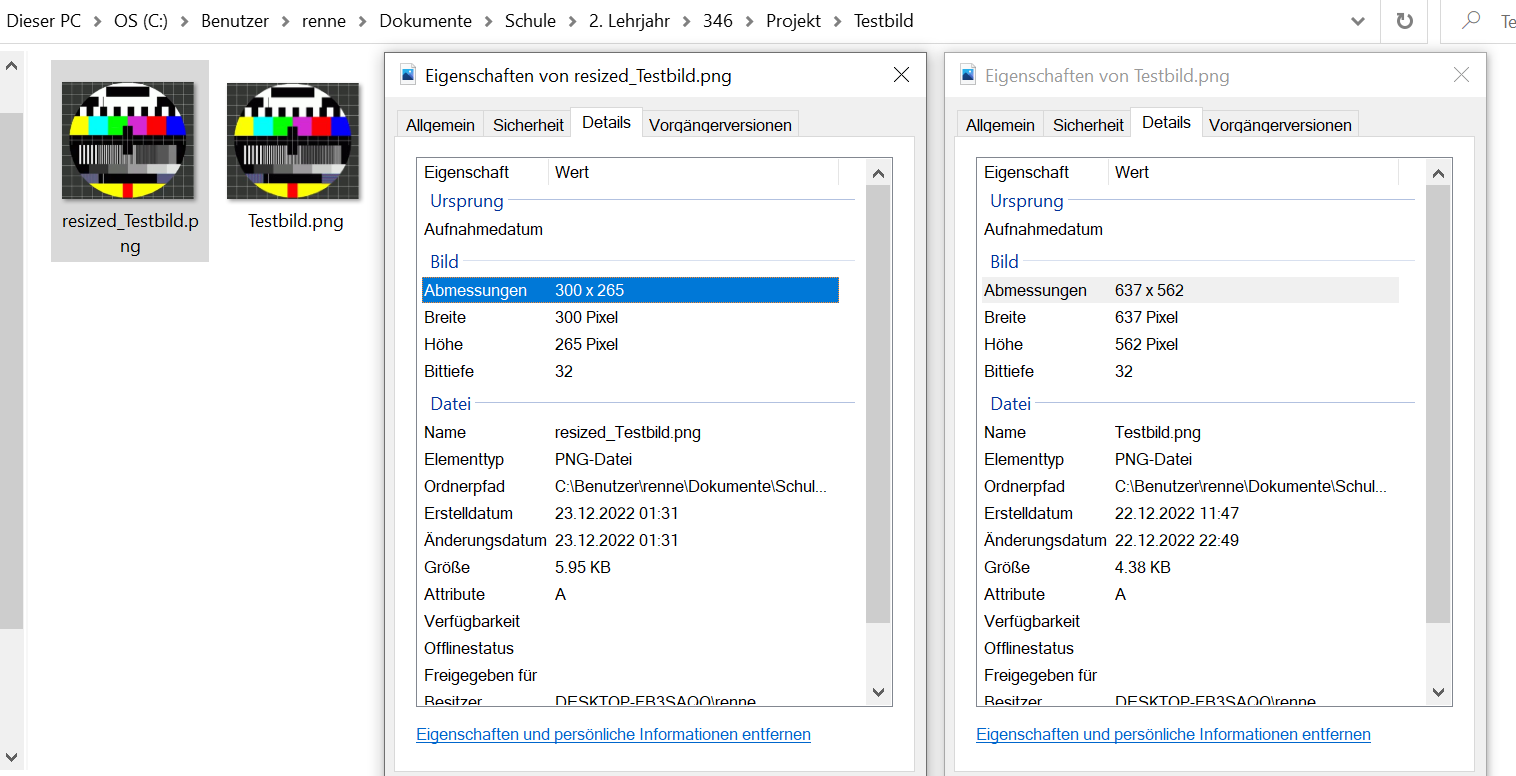 Dieser PC > OS (C:) > Benutzer > renne > Dokumente > Schule > 2. Lehrjahr > 346 > Projekt > Testbild
Te
resized_Testbild.p
ng
Testbild.png
Eigenschaften von resized_Testbild.png
Allgemein Sicherheit Details Vorgängerversionen
Eigenschaft Wert
Ursprung
Aufnahmedatum
Bild
Abmessungen 300 x 265
Breite 300 Pixel
Höhe 265 Pixel
Bittiefe 32
Datei
Name resized_Testbild.png
Elementtyp PNG-Datei
Ordnerpfad C:\Benutzer\renne\Dokumente\Schul...
Erstelldatum 23.12.2022 01:31
Änderungsdatum 23.12.2022 01:31
Größe 5.95 KB
Attribute A
Verfügbarkeit
Offlinestatus
Freigegeben für
Besitzer
Eigenschaften und persönliche Informationen entfernen
Eigenschaften von Testbild.png
Allgemein Sicherheit Details Vorgängerversionen
Eigenschaft Wert
Ursprung
Aufnahmedatum
Bild
Abmessungen 637 x 562
Breite 637 Pixel
Höhe 562 Pixel
Bittiefe 32
Datei
Name Testbild.png
Elementtyp PNG-Datei
Ordnerpfad C:\Benutzer\renne\Dokumente\Schul...
Erstelldatum 22.12.2022 11:47
Änderungsdatum 22.12.2022 22:49
Größe 4.38 KB
Attribute A
Verfügbarkeit
Offlinestatus
Freigegeben für
Besitzer
Eigenschaften und persönliche Informationen entfernen